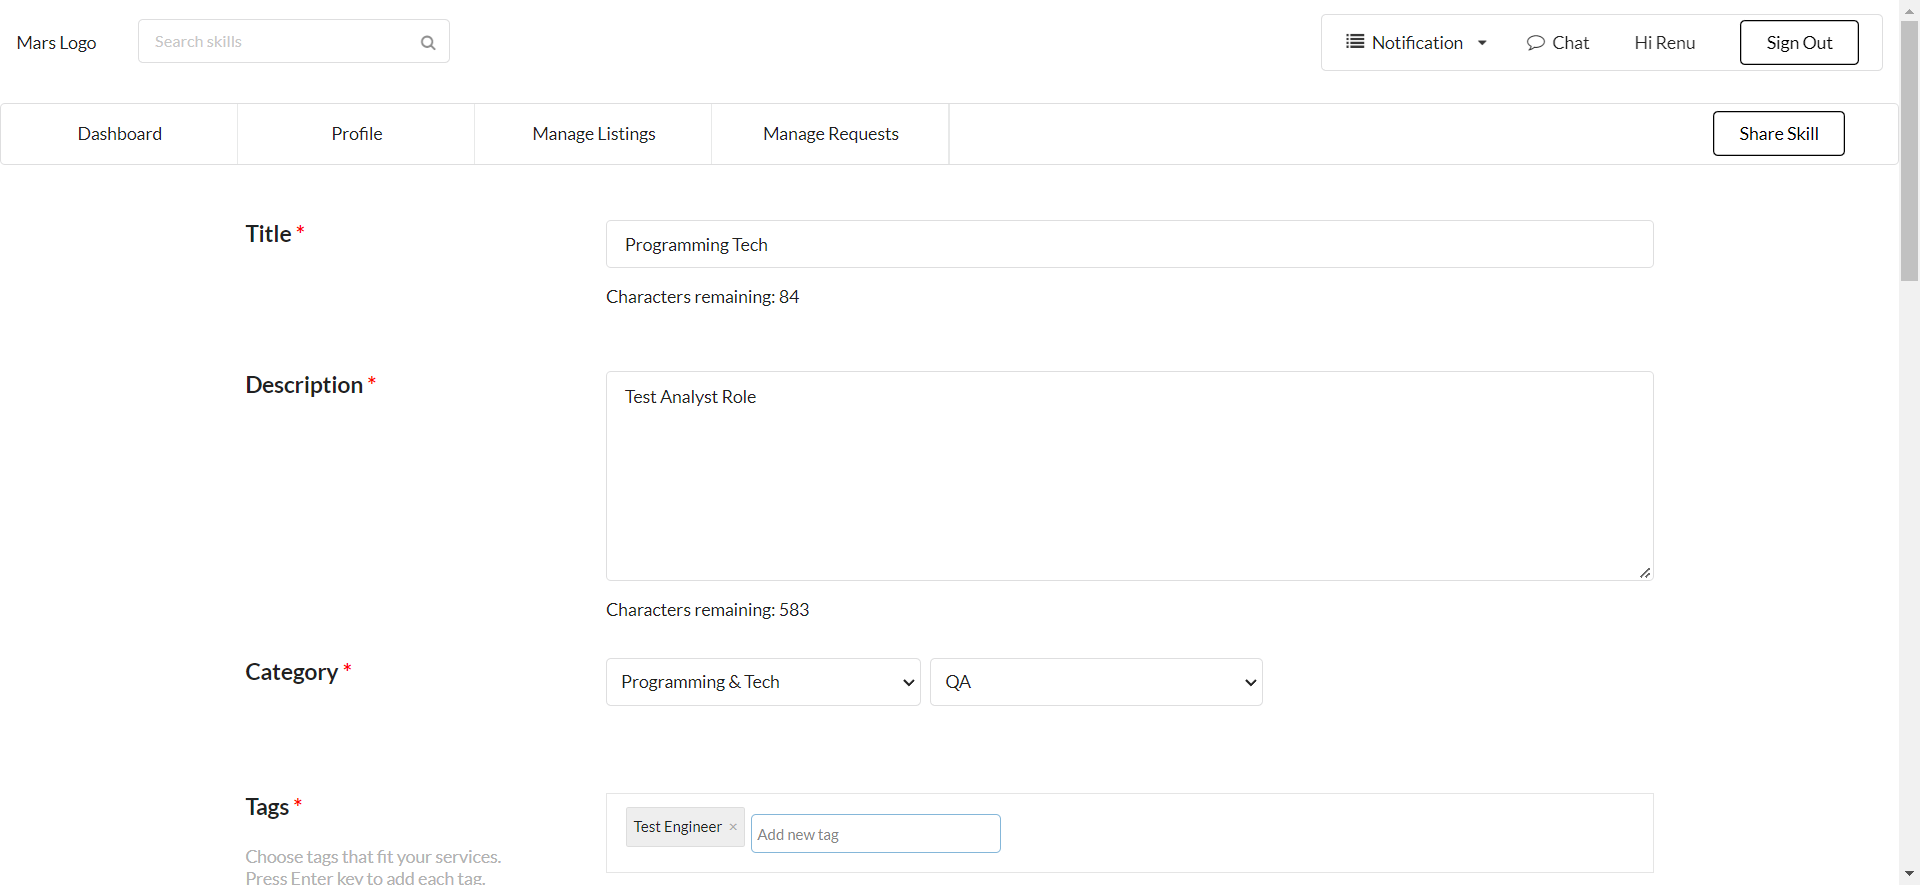 Mars Logo
Search skills
Notification
Chat
Hi Renu
Sign Out
Dashboard
Profile
Manage Listings
Manage Requests
Share Skill
Title *
Programming Tech
Characters remaining: 84
Description *
Test Analyst Role
Characters remaining: 583
Category *
Programming & Tech
QA
Tags *
Test Engineer ×
Add new tag
Choose tags that fit your services.
Press Enter key to add each tag.